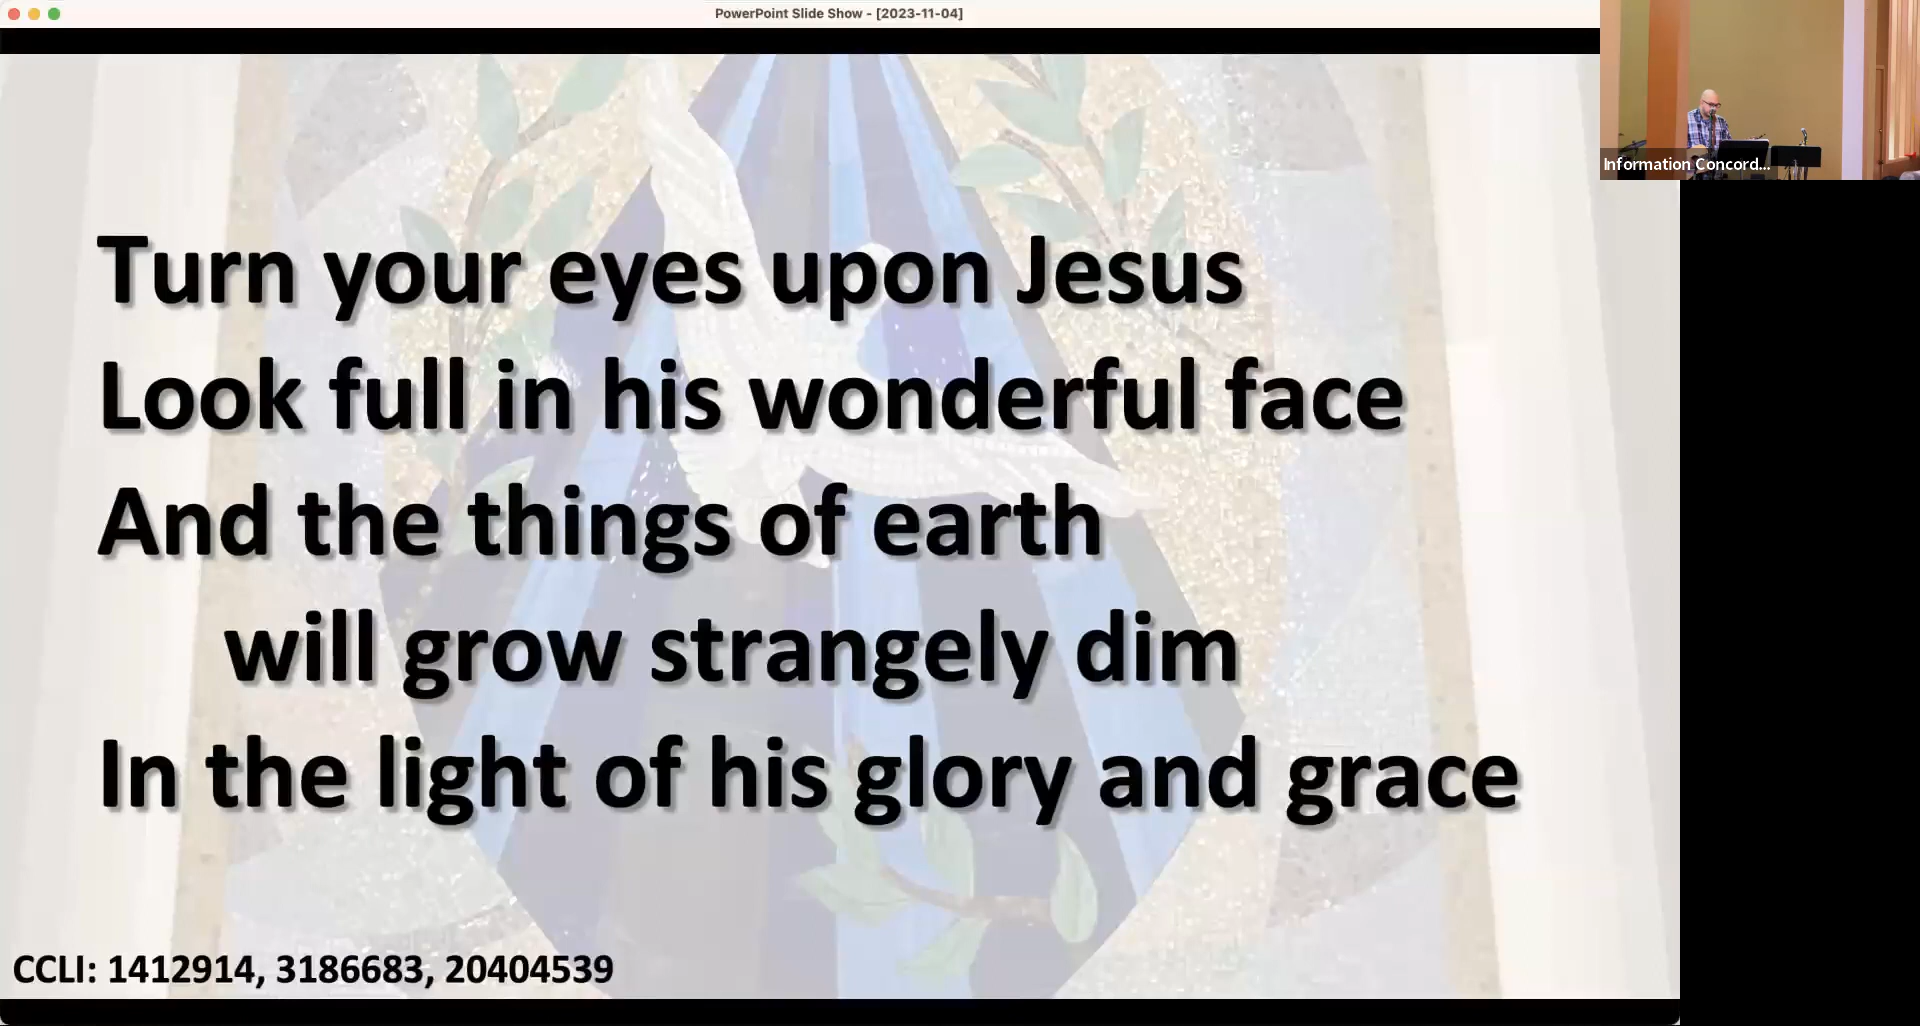 PowerPoint Slide Show - [2023-11-04]
Information Concord...
Turn your eyes upon Jesus
Look full in his wonderful face
And the things of earth
will grow strangely dim
In the light of his glory and grace
CCLI: 1412914, 3186683, 20404539